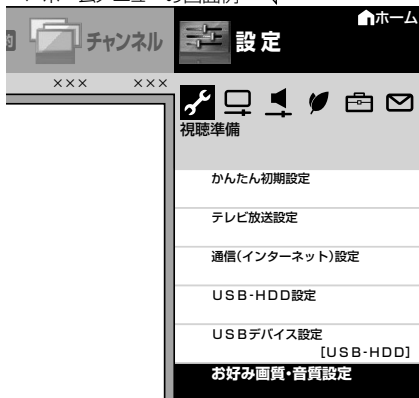 ホーム
的 チャンネル 設定
××× ×××
視聴準備
かんたん初期設定
テレビ放送設定
通信(インターネット)設定
USB-HDD設定
USBデバイス設定
[USB-HDD]
お好み画質・音質設定